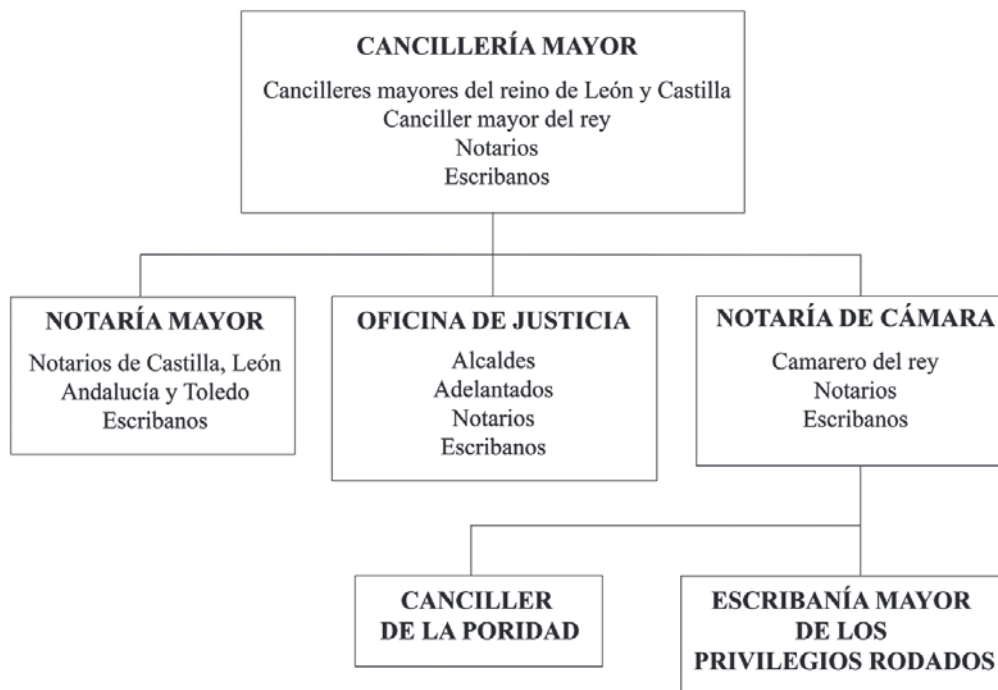 CANCILLERÍA MAYOR
Cancilleres mayores del reino de León y Castilla
Canciller mayor del rey
Notarios
Escribanos
NOTARÍA MAYOR
Notarios de Castilla, León
Andalucía y Toledo
Escribanos
OFICINA DE JUSTICIA
Alcaldes
Adelantados
Notarios
Escribanos
NOTARÍA DE CÁMARA
Camarero del rey
Notarios
Escribanos
CANCILLER
DE LA PORIDAD
ESCRIBANÍA MAYOR
DE LOS
PRIVILEGIOS RODADOS